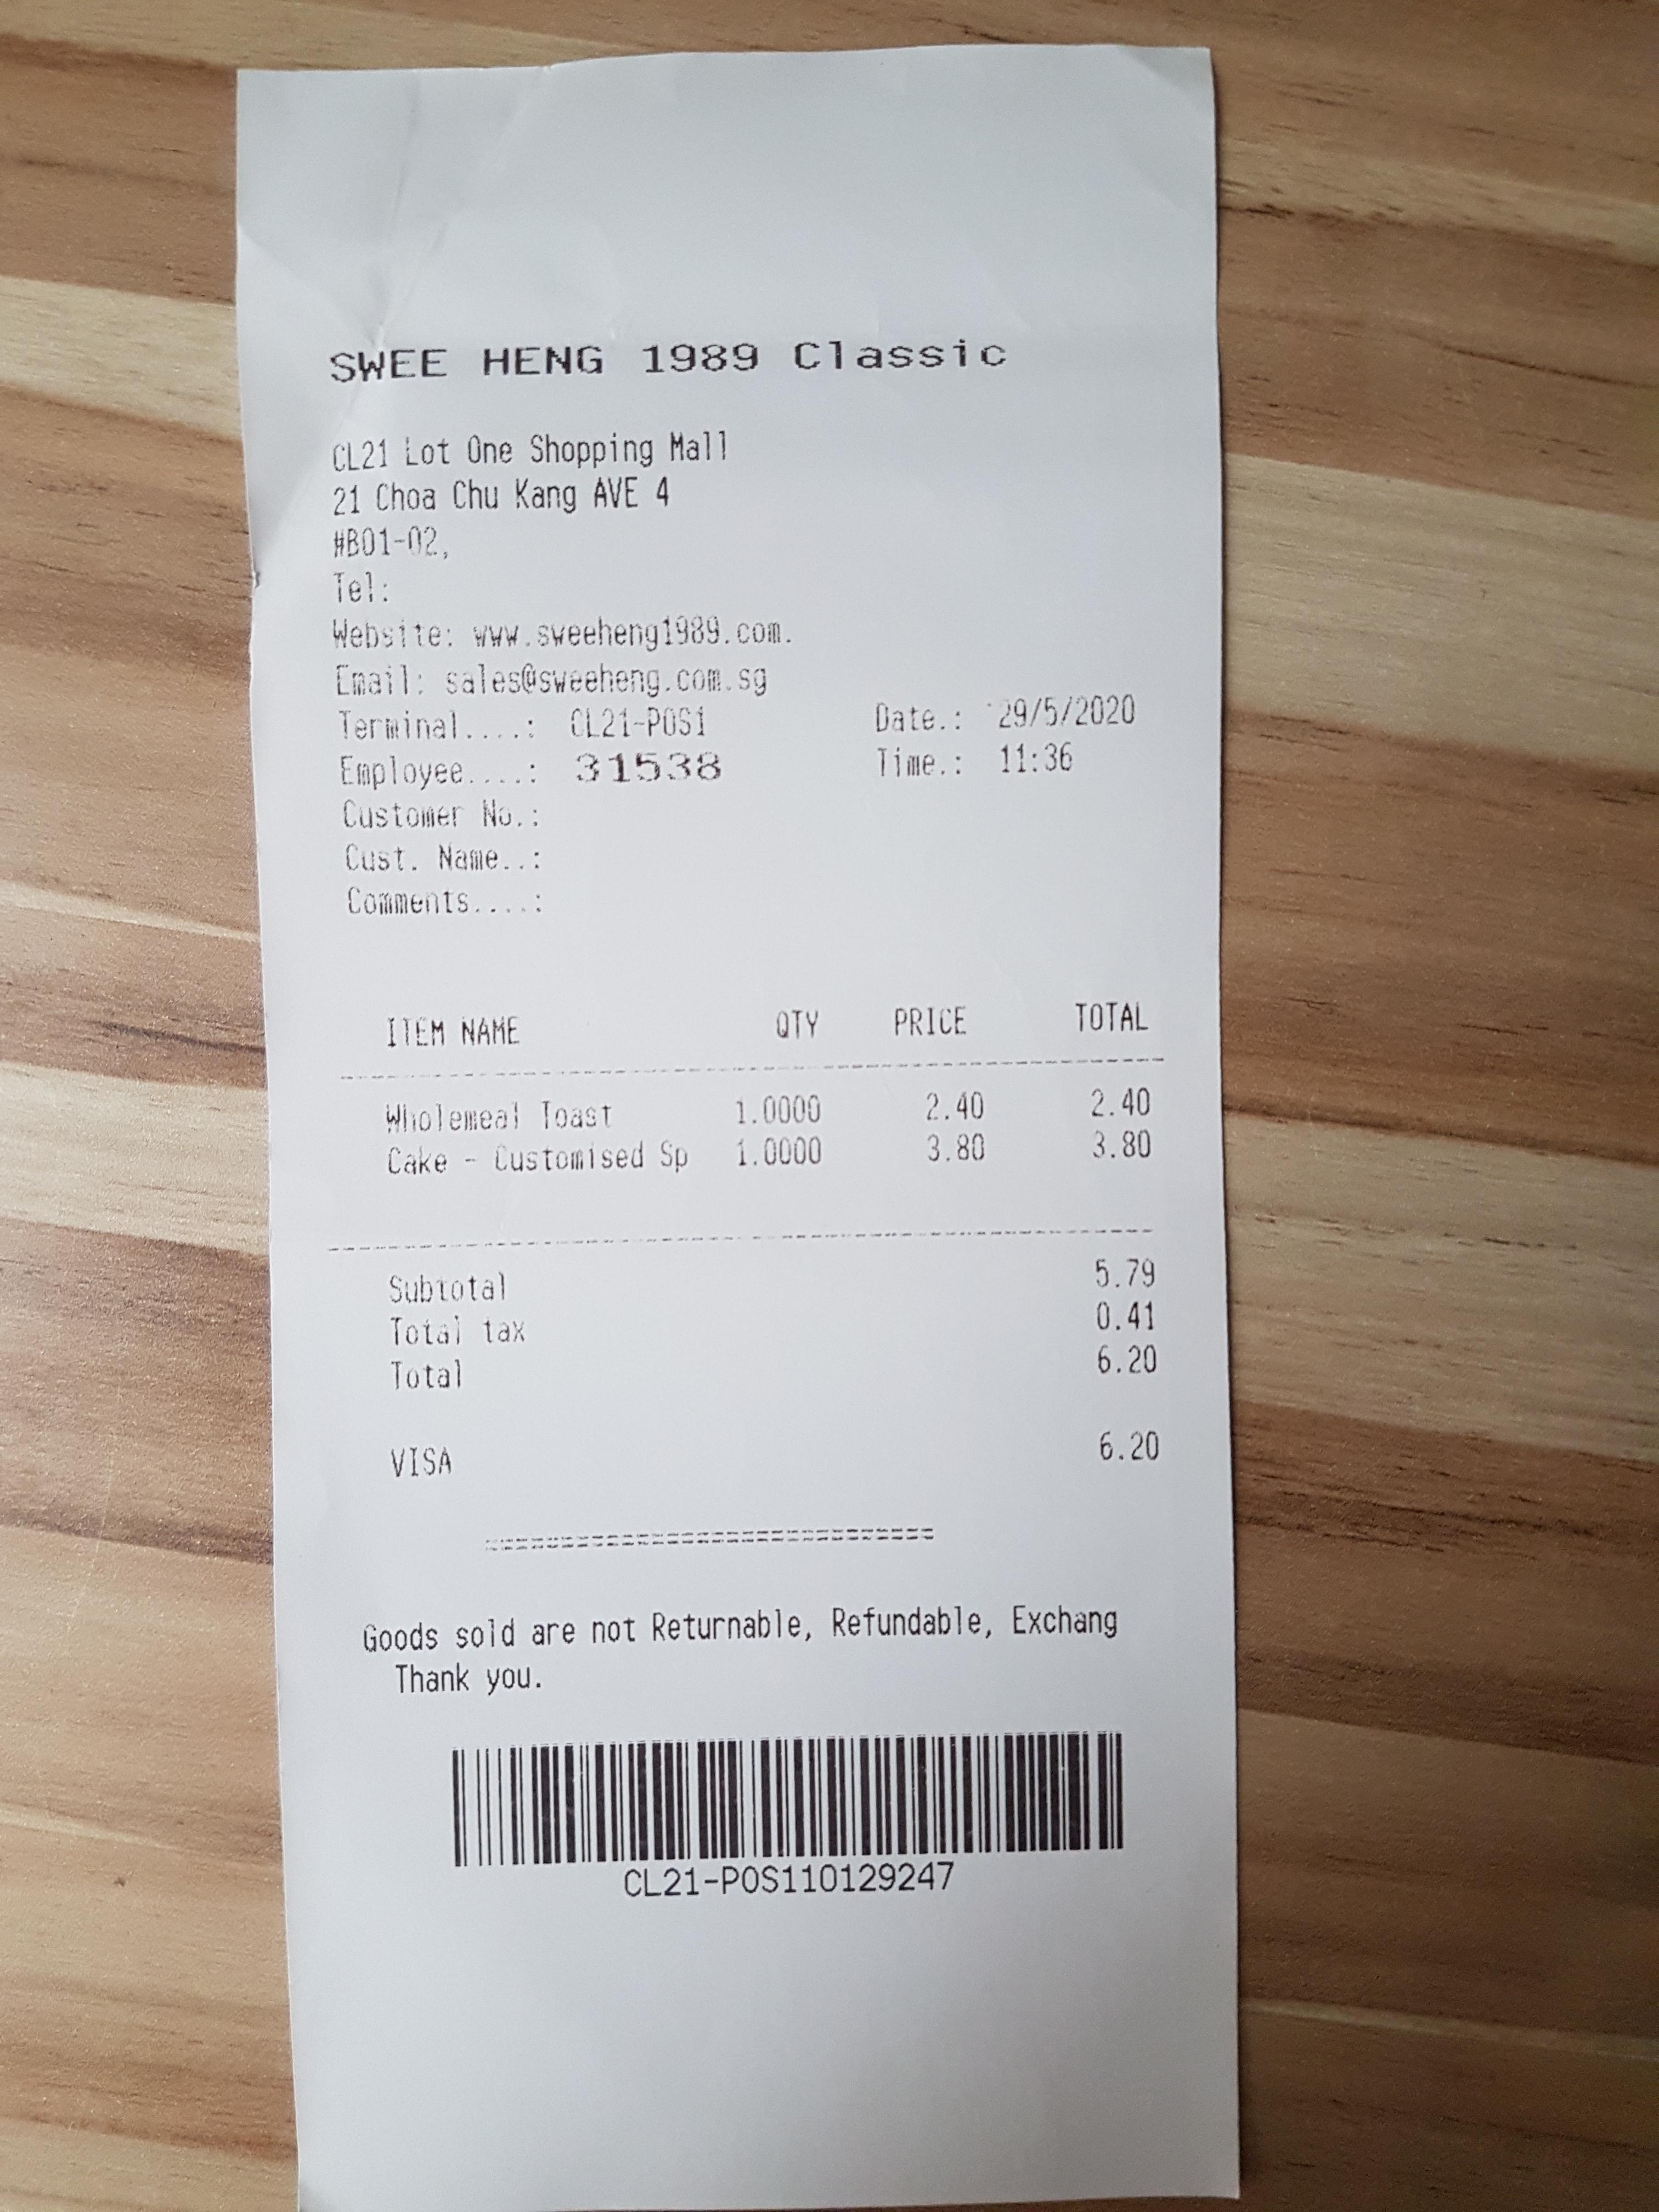 SWEE HENG 1989 Classic
CL21 Lot One Shopping Mall
21 Choa Chu Kang AVE 4
#B01-02,
Tel:
Website: www.sweeheng1989.com.
Email: sales@sweeheng.com.sg
Terminal....: CL21-POS1 Date.: 29/5/2020
Employee....: 31538 Time.: 11:36
Customer No.:
Cust. Name..:
Comments....:
ITEM NAME QTY PRICE TOTAL
Wholemeal Toast 1.0000 2.40 2.40
Cake - Customised Sp 1.0000 3.80 3.80
Subtotal 5.79
Total tax 0.41
Total 6.20
VISA 6.20
Goods sold are not Returnable, Refundable, Exchang
Thank you.
CL21-POS110129247